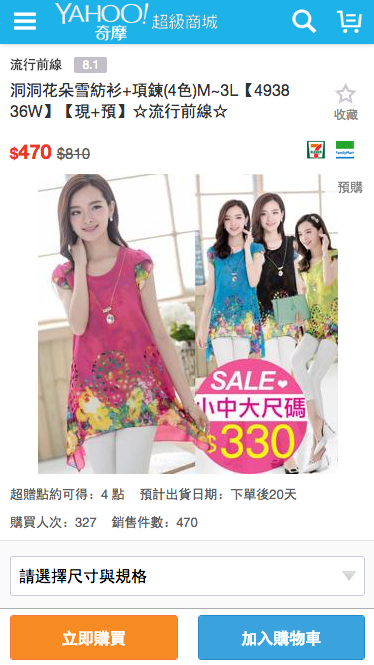 YAHOO!
奇摩 超級商城
流行前線 8.1
洞洞花朵雪紡衫+項鍊(4色)M~3L【4938
36W】【現+預】☆流行前線☆
收藏
$470 $810
7-ELEVEN FamilyMart
預購
SALE
小中大尺碼
$330
超贈點約可得：4 點 預計出貨日期：下單後20天
購買人次：327 銷售件數：470
請選擇尺寸與規格
立即購買 加入購物車